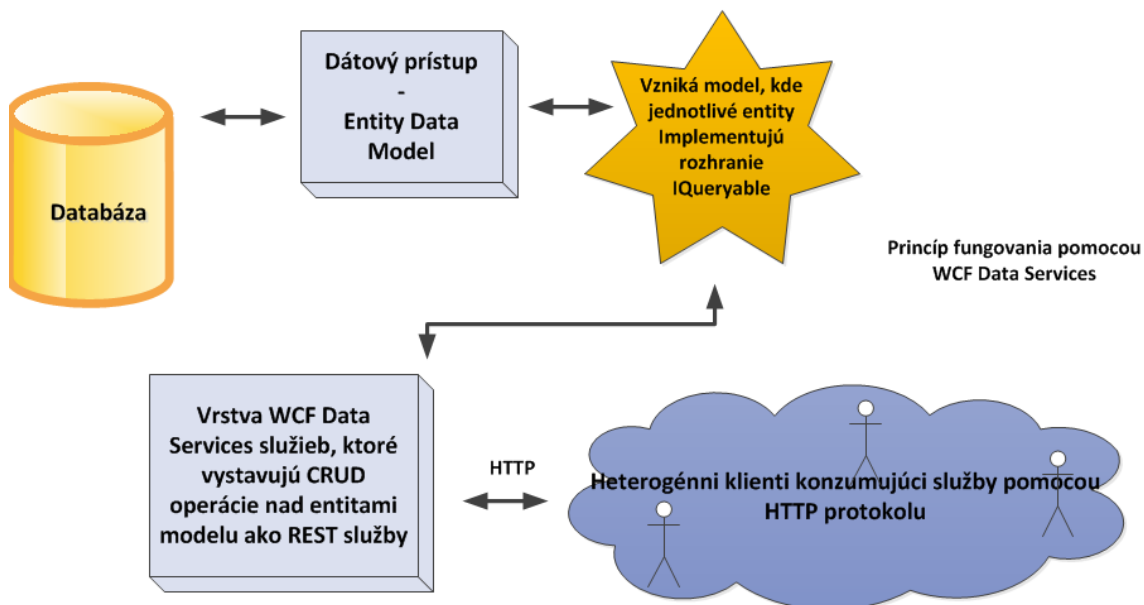 Dátový prístup
-
Entity Data
Model
Vzniká model, kde
jednotlivé entity
Implementujú
rozhranie
IQueryable
Databáza
Princíp fungovania pomocou
WCF Data Services
Vrstva WCF Data
Services služieb, ktoré
vystavujú CRUD
operácie nad entitami
modelu ako REST služby
HTTP
Heterogénni klienti konzumujúci služby pomocou
HTTP protokolu